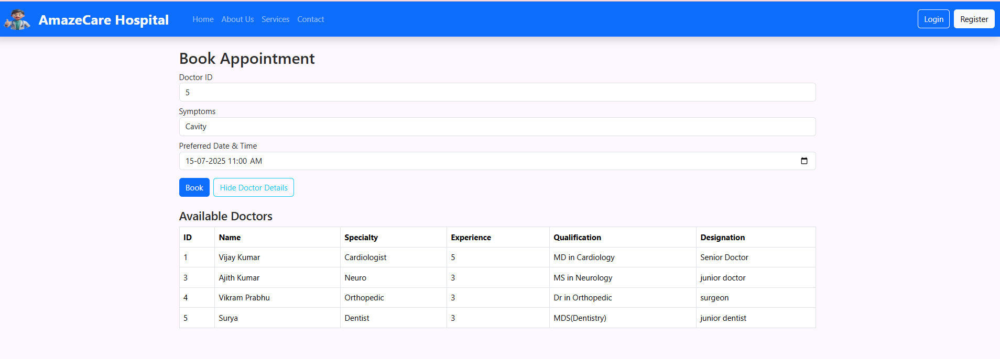 AmazeCare Hospital Home About Us Services Contact Login Register
Book Appointment
Doctor ID
5
Symptoms
Cavity
Preferred Date & Time
15-07-2025 11:00 AM
Book Hide Doctor Details
Available Doctors
ID Name Specialty Experience Qualification Designation
1 Vijay Kumar Cardiologist 5 MD in Cardiology Senior Doctor
3 Ajith Kumar Neuro 3 MS in Neurology junior doctor
4 Vikram Prabhu Orthopedic 3 Dr in Orthopedic surgeon
5 Surya Dentist 3 MDS(Dentistry) junior dentist